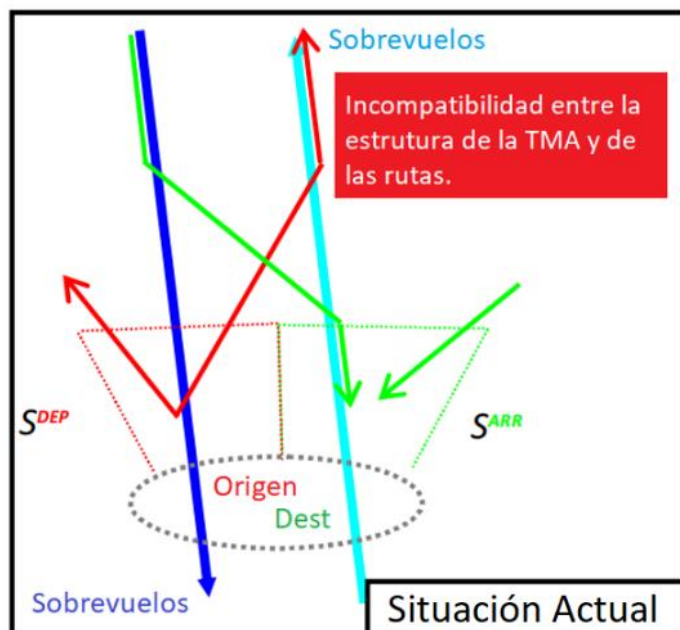 Sobrevuelos
Incompatibilidad entre la
estrutura de la TMA y de
las rutas.
S^DEP
S^ARR
Origen
Dest
Sobrevuelos
Situación Actual